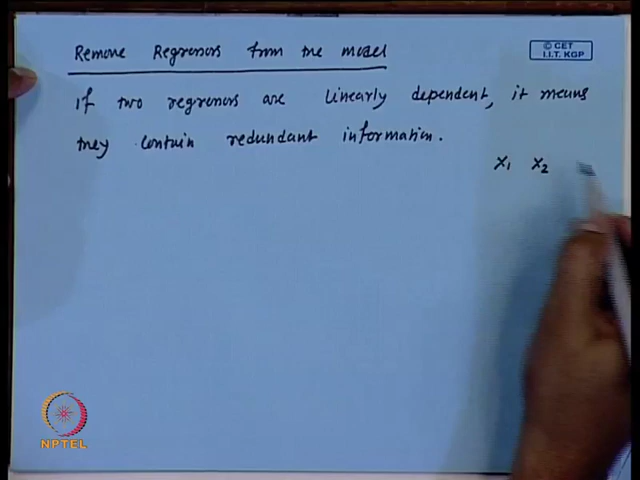 Remove Regressors from the model
© CET
I.I.T. KGP
If two regressors are linearly dependent, it means
they contain redundant information.
X₁ X₂
NPTEL